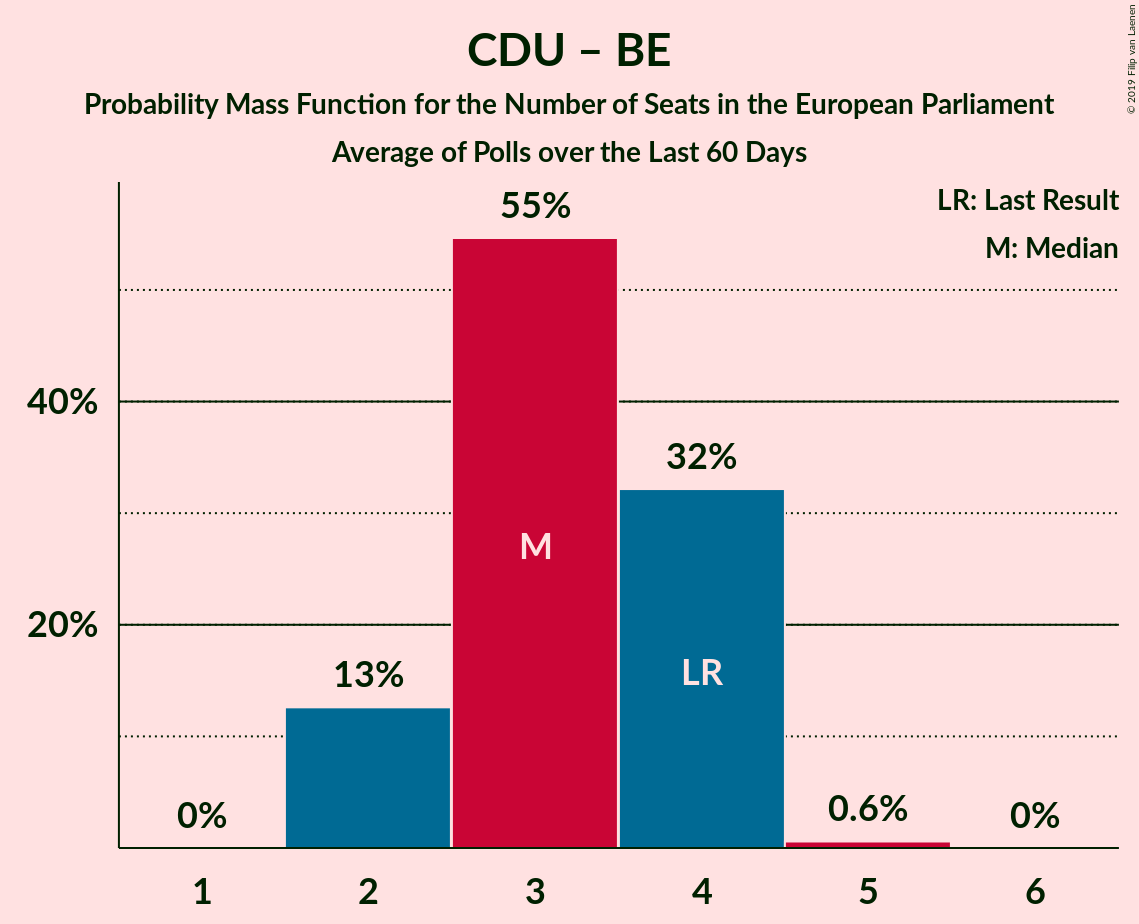 CDU – BE
Probability Mass Function for the Number of Seats in the European Parliament
Average of Polls over the Last 60 Days
© 2019 Filip van Laenen
LR: Last Result
M: Median
55%
40%
32%
M
20%
13%
LR
0%
0.6%
0%
1 2 3 4 5 6